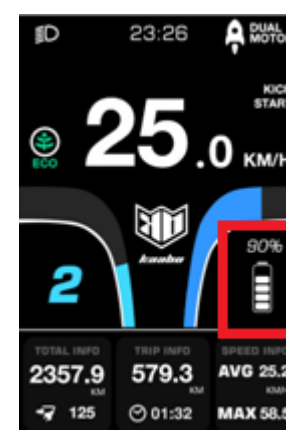 23:26
DUAL
MOTO
KICK
START
ECO
25.0 KM/H
kaabo
90%
2
TOTAL INFO
2357.9
KM
125
TRIP INFO
579.3
KM
01:32
SPEED INFO
AVG 25.2
KM/H
MAX 58.5